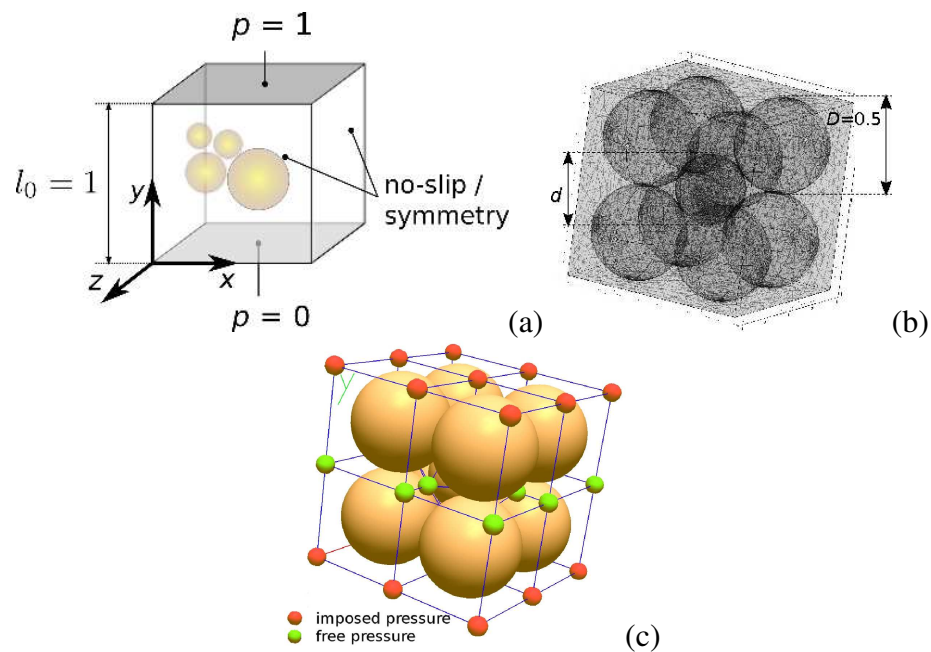 p = 1
l₀ = 1
y
x
z
no-slip /
symmetry
p = 0
(a)
D=0.5
d
(b)
y
imposed pressure
free pressure
(c)